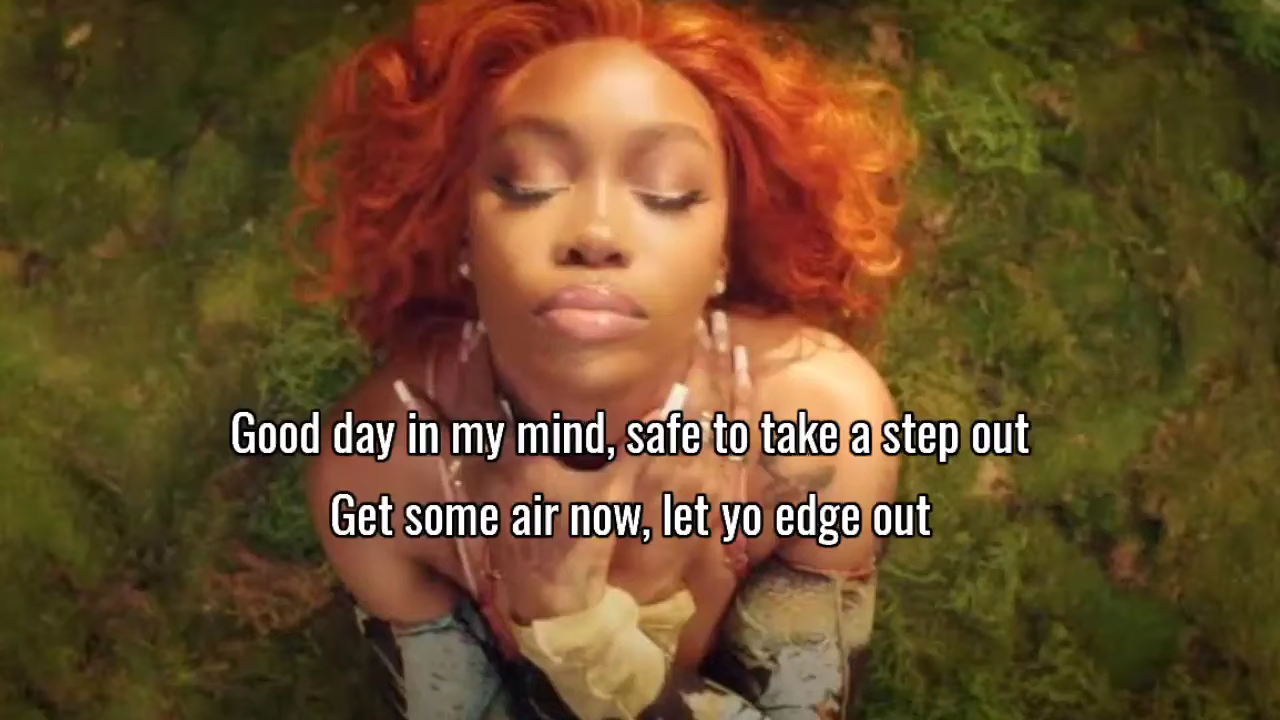 Good day in my mind, safe to take a step out
Get some air now, let yo edge out